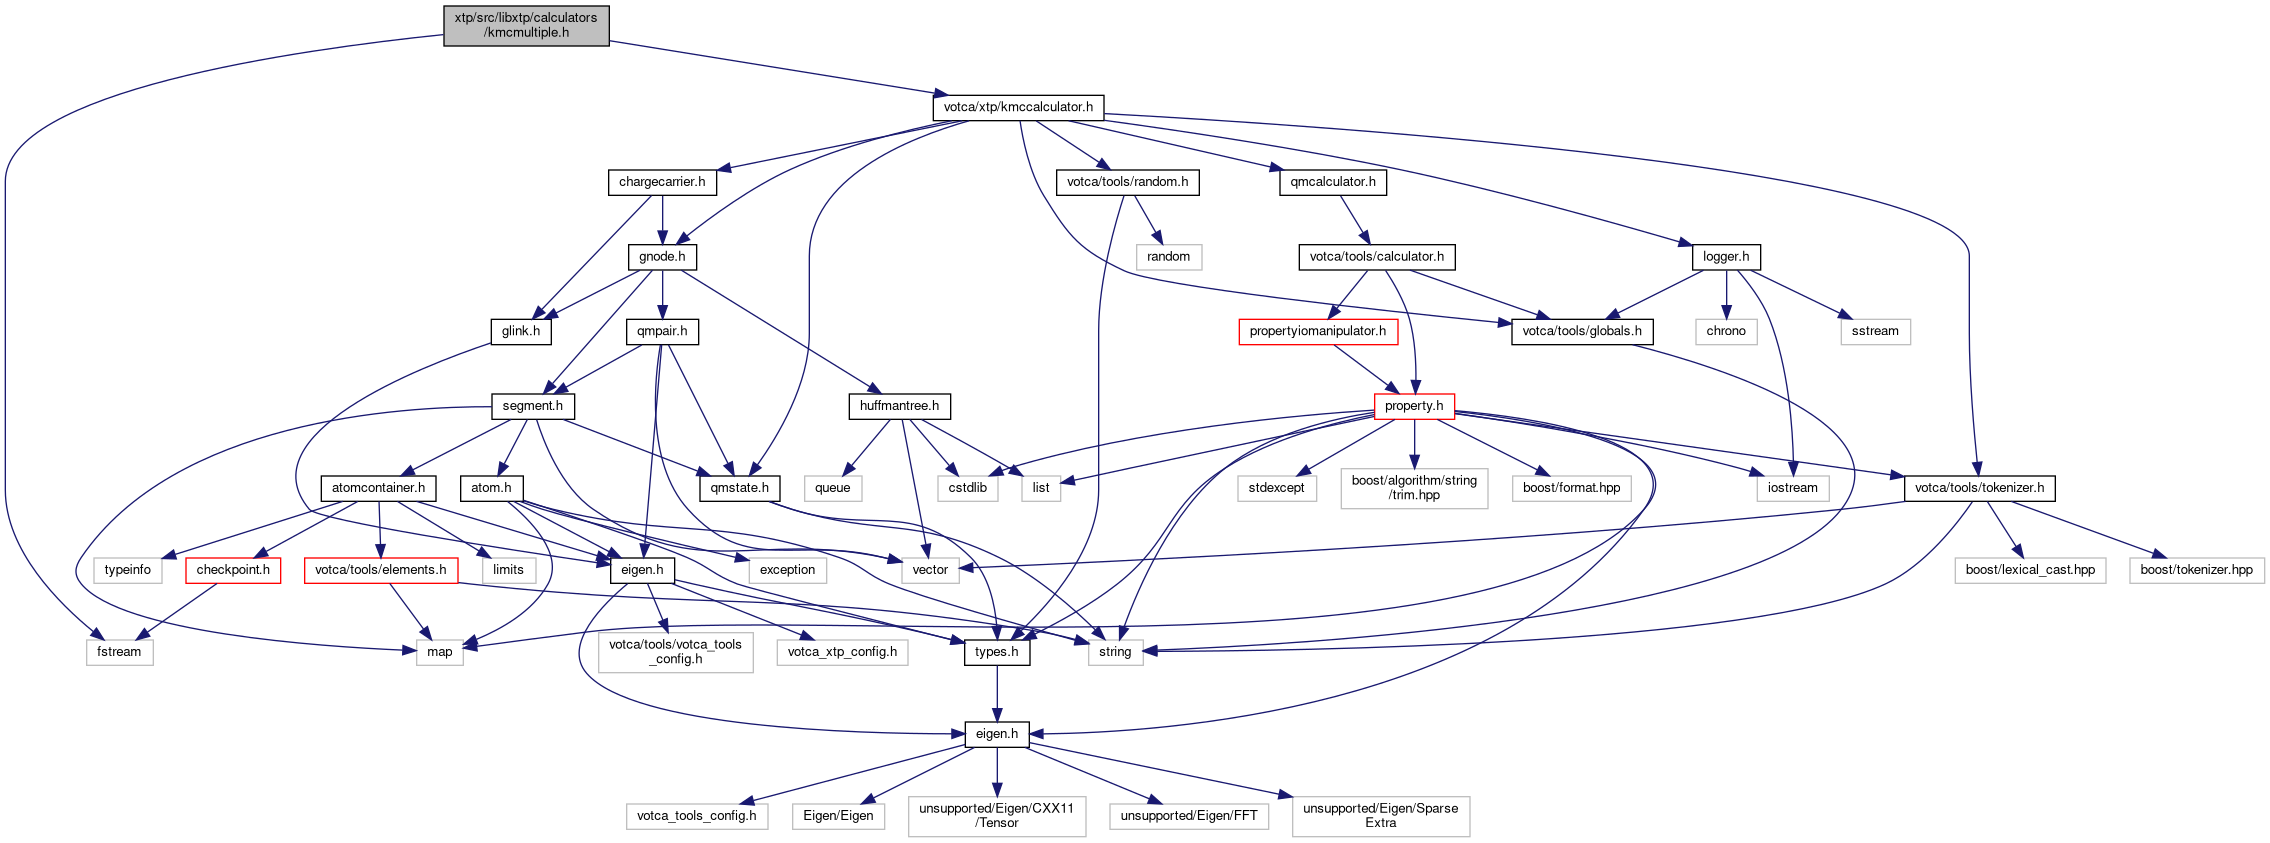 xtp/src/libxtp/calculators
/kmcmultiple.h
votca/xtp/kmccalculator.h
chargecarrier.h
votca/tools/random.h
qmcalculator.h
gnode.h
random
votca/tools/calculator.h
logger.h
glink.h
qmpair.h
propertyiomanipulator.h
votca/tools/globals.h
chrono
sstream
segment.h
huffmantree.h
property.h
atomcontainer.h
atom.h
qmstate.h
queue
cstdlib
list
stdexcept
boost/algorithm/string
/trim.hpp
boost/format.hpp
iostream
votca/tools/tokenizer.h
typeinfo
checkpoint.h
votca/tools/elements.h
limits
eigen.h
exception
vector
boost/lexical_cast.hpp
boost/tokenizer.hpp
fstream
map
votca/tools/votca_tools
_config.h
votca_xtp_config.h
types.h
string
eigen.h
votca_tools_config.h
Eigen/Eigen
unsupported/Eigen/CXX11
/Tensor
unsupported/Eigen/FFT
unsupported/Eigen/Sparse
Extra